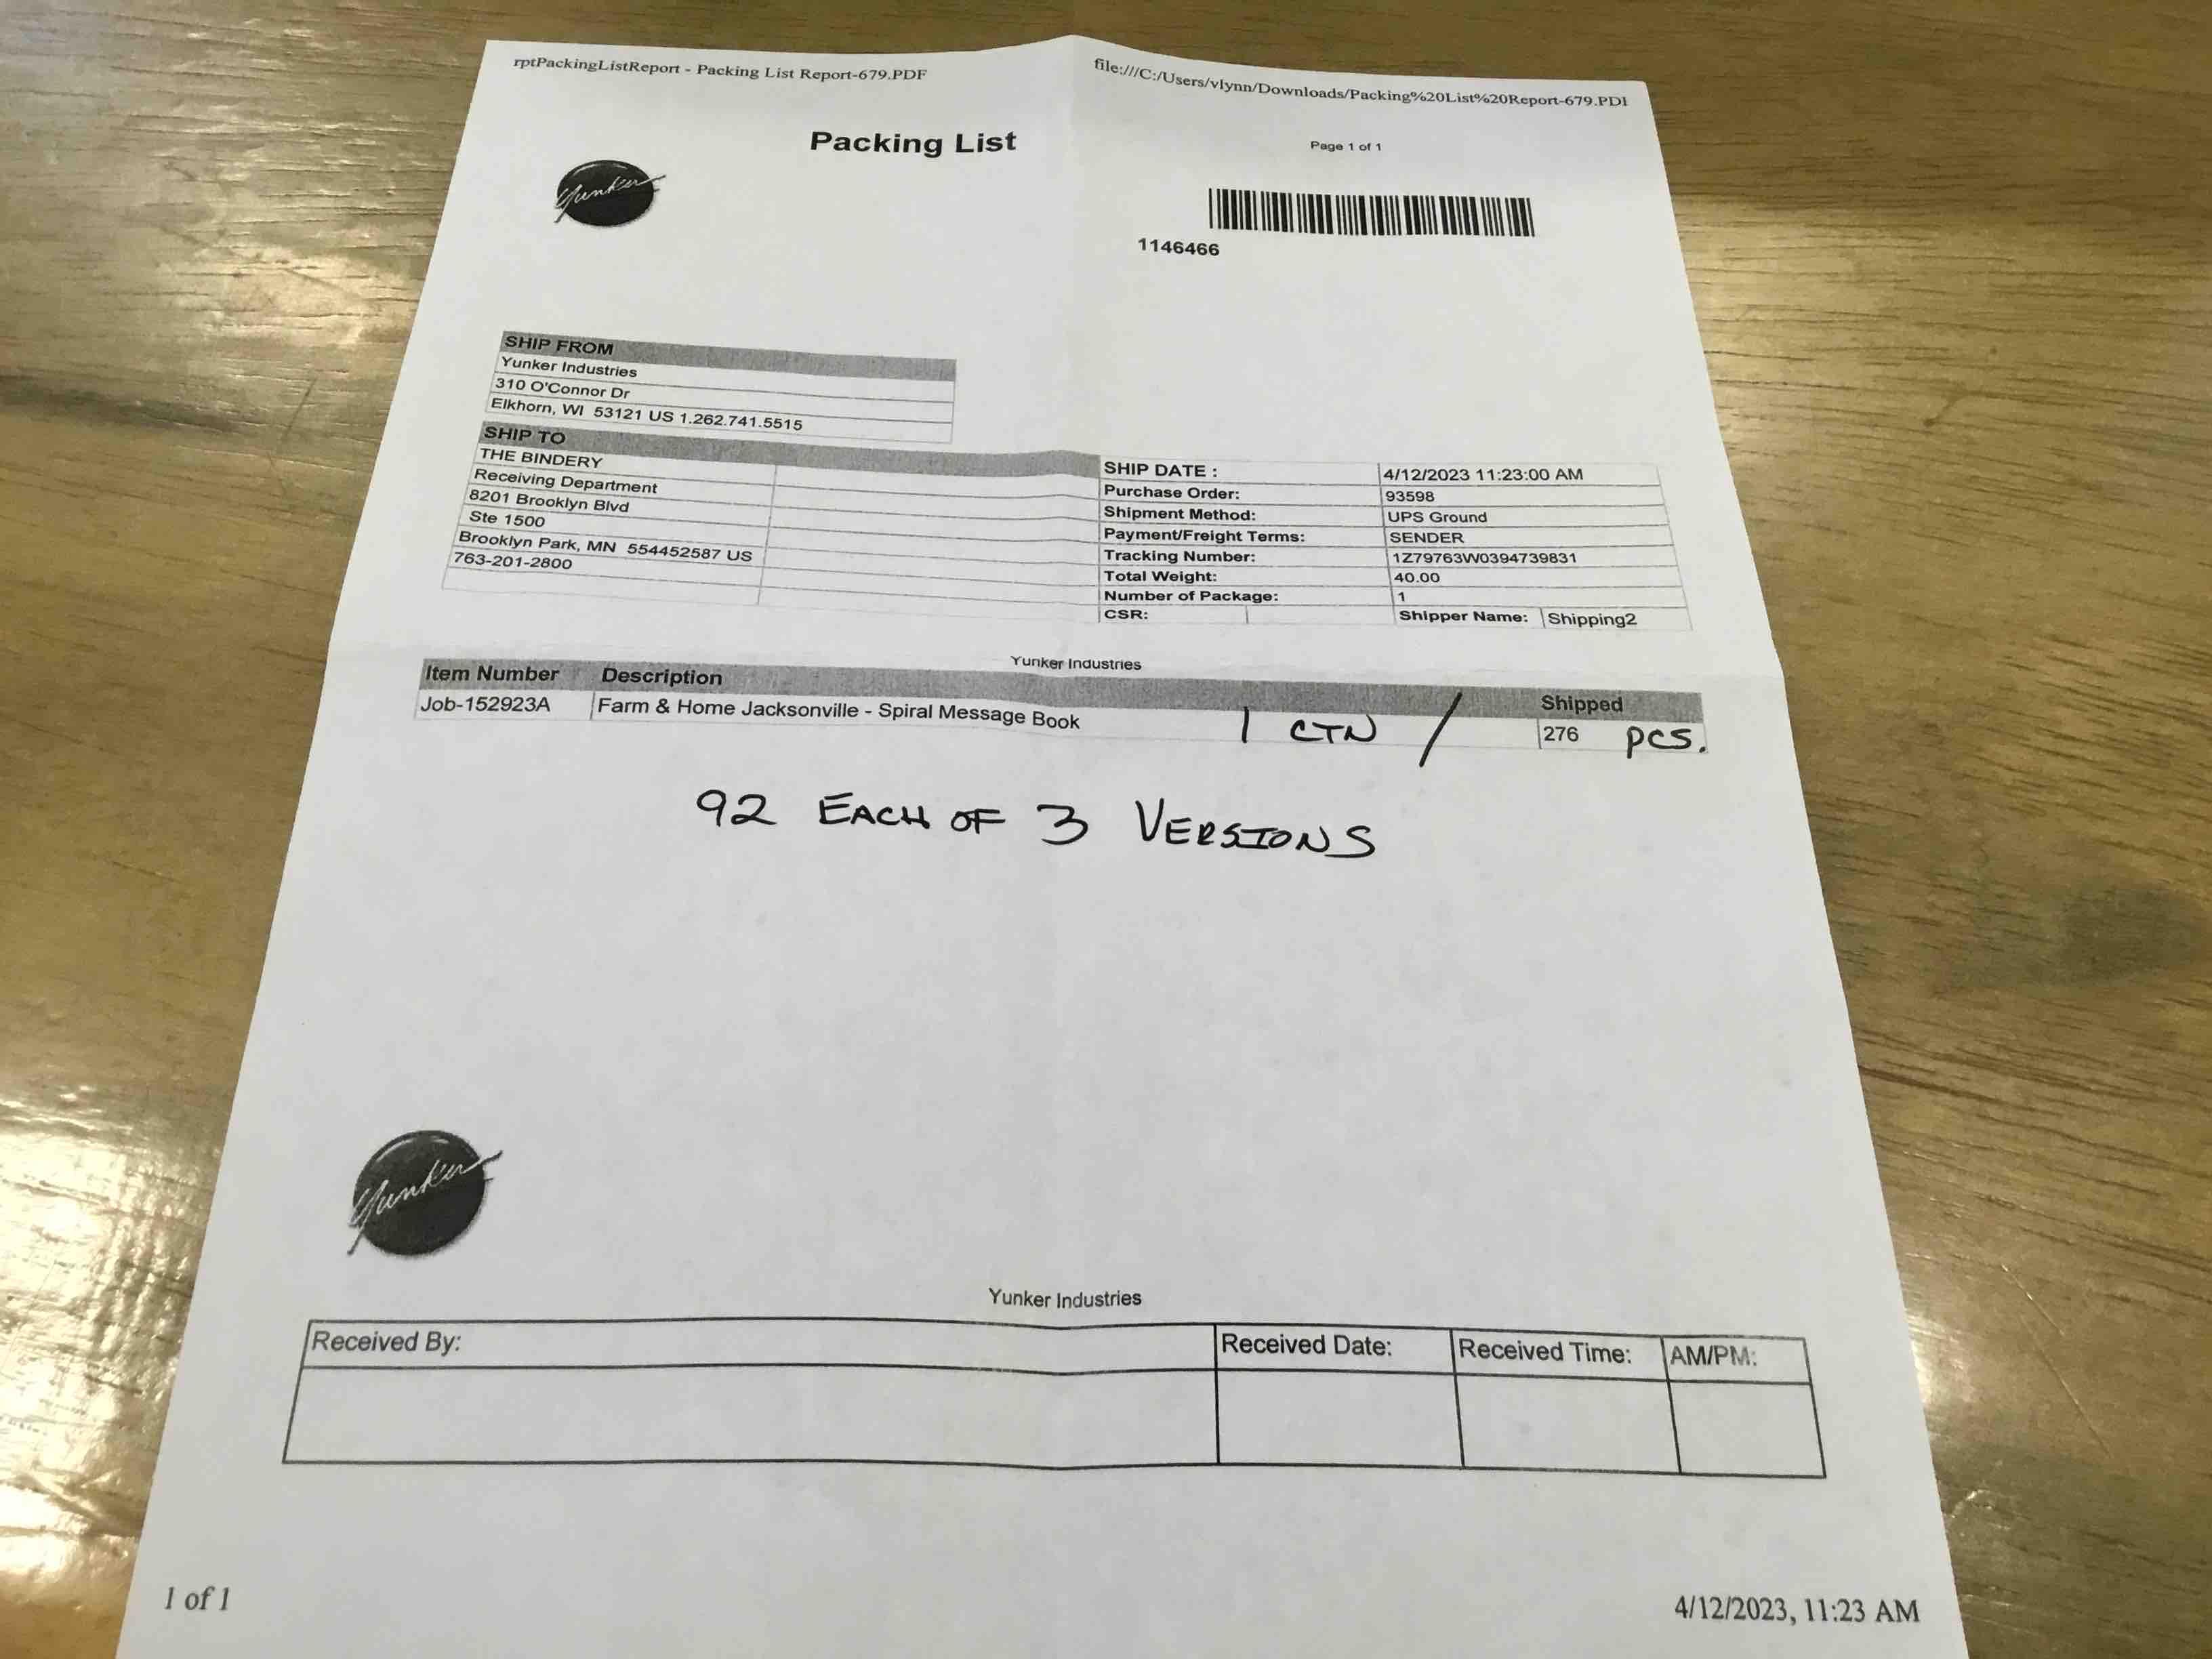 rptPackingListReport - Packing List Report-679.PDF
file:///C:/Users/vlynn/Downloads/Packing%20List%20Report-679.PDF
Packing List
Page 1 of 1
Yunker
1146466
SHIP FROM
Yunker Industries
310 O'Connor Dr
Elkhorn, WI 53121 US 1.262.741.5515
SHIP TO
THE BINDERY
Receiving Department
8201 Brooklyn Blvd
Ste 1500
Brooklyn Park, MN 554452587 US
763-201-2800
SHIP DATE : 4/12/2023 11:23:00 AM
Purchase Order: 93598
Shipment Method: UPS Ground
Payment/Freight Terms: SENDER
Tracking Number: 1Z79763W0394739831
Total Weight: 40.00
Number of Package: 1
CSR: Shipper Name: Shipping2
Yunker Industries
Item Number Description Shipped
Job-152923A Farm & Home Jacksonville - Spiral Message Book 1 CTN / 276 PCS.
92 EACH OF 3 VERSIONS
Yunker
Yunker Industries
Received By: Received Date: Received Time: AM/PM:
1 of 1
4/12/2023, 11:23 AM